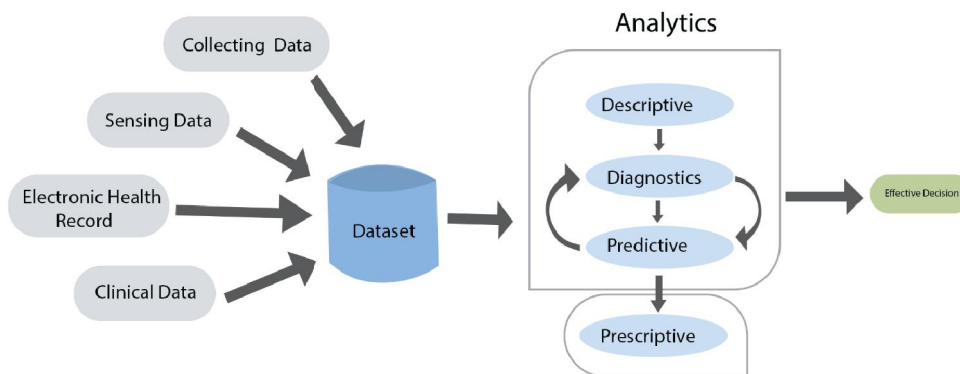 Analytics
Collecting Data
Sensing Data
Electronic Health
Record
Clinical Data
Dataset
Descriptive
Diagnostics
Predictive
Prescriptive
Effective Decision